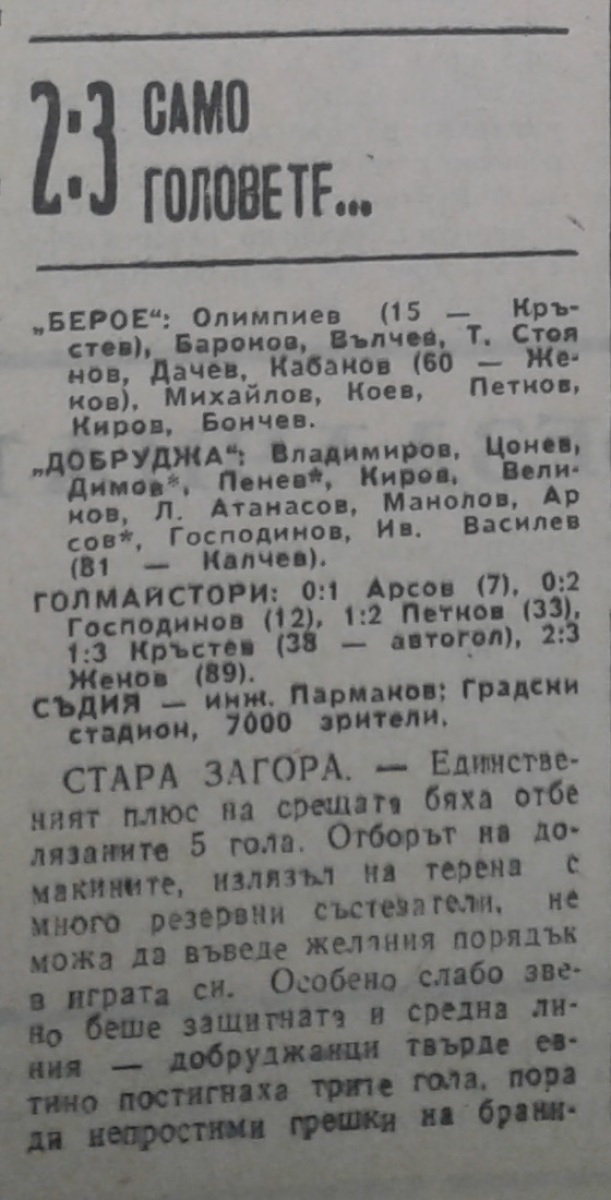 2:3 САМО
ГОЛОВЕТЕ...
„БЕРОЕ“: Олимпиев (15 — Кръ-
стев), Баронов, Вълчев, Т. Стоя
нов, Дачев, Кабанов (60 — Же-
ков), Михайлов, Коев, Петков,
Киров, Бончев.
„ДОБРУДЖА“: Владимиров, Цонев,
Димов*, Пенев*, Киров, Вели-
ков, Л. Атанасов, Манолов, Ар
сов*, Господинов, Ив. Василев
(81 — Калчев).
ГОЛМАЙСТОРИ: 0:1 Арсов (7), 0:2
Господинов (12), 1:2 Петков (33),
1:3 Кръстев (38 — автогол), 2:3
Жеков (89).
СЪДИЯ — инж. Парманов; Градски
стадион, 7000 зрители.
СТАРА ЗАГОРА. — Единстве-
ният плюс на срещата бяха отбе
лязаните 5 гола. Отборът на до-
макините, излязъл на терена с
много резервни състезатели, не
можа да въведе желания порядък
в играта си. Особено слабо зве-
но беше защитната и средна ли-
ния — добруджанци твърде ев-
тино постигнаха трите гола, пора
ди непростими грешки на брани-